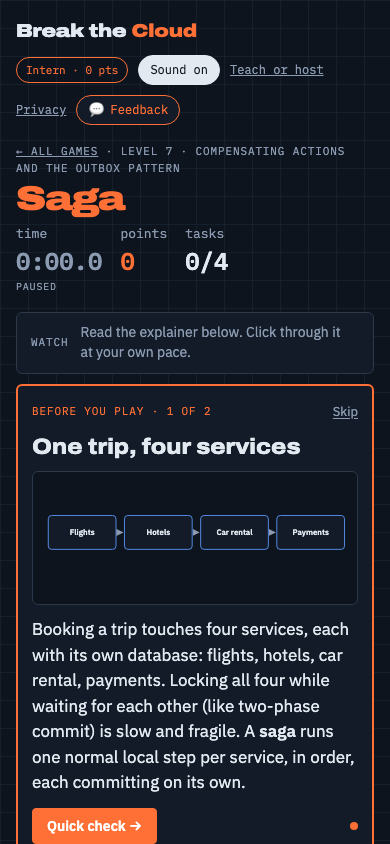 Break the Cloud
Intern · 0 pts
Sound on
Teach or host
Privacy
💬 Feedback
← ALL GAMES · LEVEL 7 · COMPENSATING ACTIONS
AND THE OUTBOX PATTERN
Saga
time points tasks
0:00.0 0 0/4
PAUSED
WATCH
Read the explainer below. Click through it
at your own pace.
BEFORE YOU PLAY · 1 OF 2
Skip
One trip, four services
Flights
Hotels
Car rental
Payments
Booking a trip touches four services, each
with its own database: flights, hotels, car
rental, payments. Locking all four while
waiting for each other (like two-phase
commit) is slow and fragile. A saga runs
one normal local step per service, in order,
each committing on its own.
Quick check →